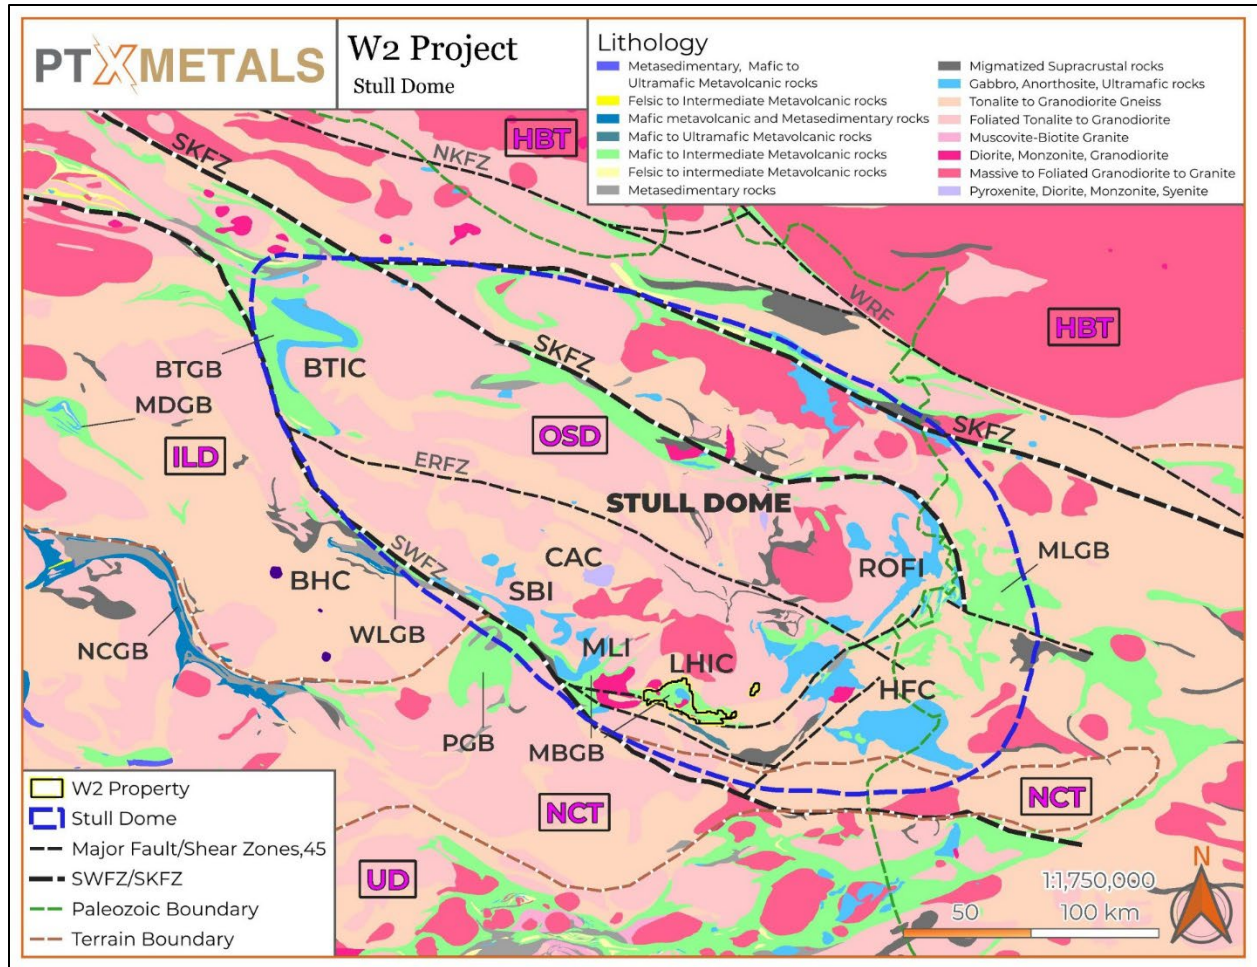 PTXMETALS
W2 Project
Stull Dome
Lithology
Metasedimentary, Mafic to
Ultramafic Metavolcanic rocks
Felsic to Intermediate Metavolcanic rocks
Mafic metavolcanic and Metasedimentary rocks
Mafic to Ultramafic Metavolcanic rocks
Mafic to Intermediate Metavolcanic rocks
Felsic to intermediate Metavolcanic rocks
Metasedimentary rocks
Migmatized Supracrustal rocks
Gabbro, Anorthosite, Ultramafic rocks
Tonalite to Granodiorite Gneiss
Foliated Tonalite to Granodiorite
Muscovite-Biotite Granite
Diorite, Monzonite, Granodiorite
Massive to Foliated Granodiorite to Granite
Pyroxenite, Diorite, Monzonite, Syenite
HBT
SKFZ
NKFZ
WRF
HBT
SKFZ
BTGB
BTIC
MDGB
OSD
SKFZ
ILD
ERFZ
STULL DOME
SWFZ
CAC
ROFI
MLGB
BHC
SBI
WLGB
NCGB
MLI
LHIC
HFC
PGB
MBGB
NCT
NCT
UD
W2 Property
Stull Dome
Major Fault/Shear Zones,45
SWFZ/SKFZ
Paleozoic Boundary
Terrain Boundary
N
1:1,750,000
50
100 km